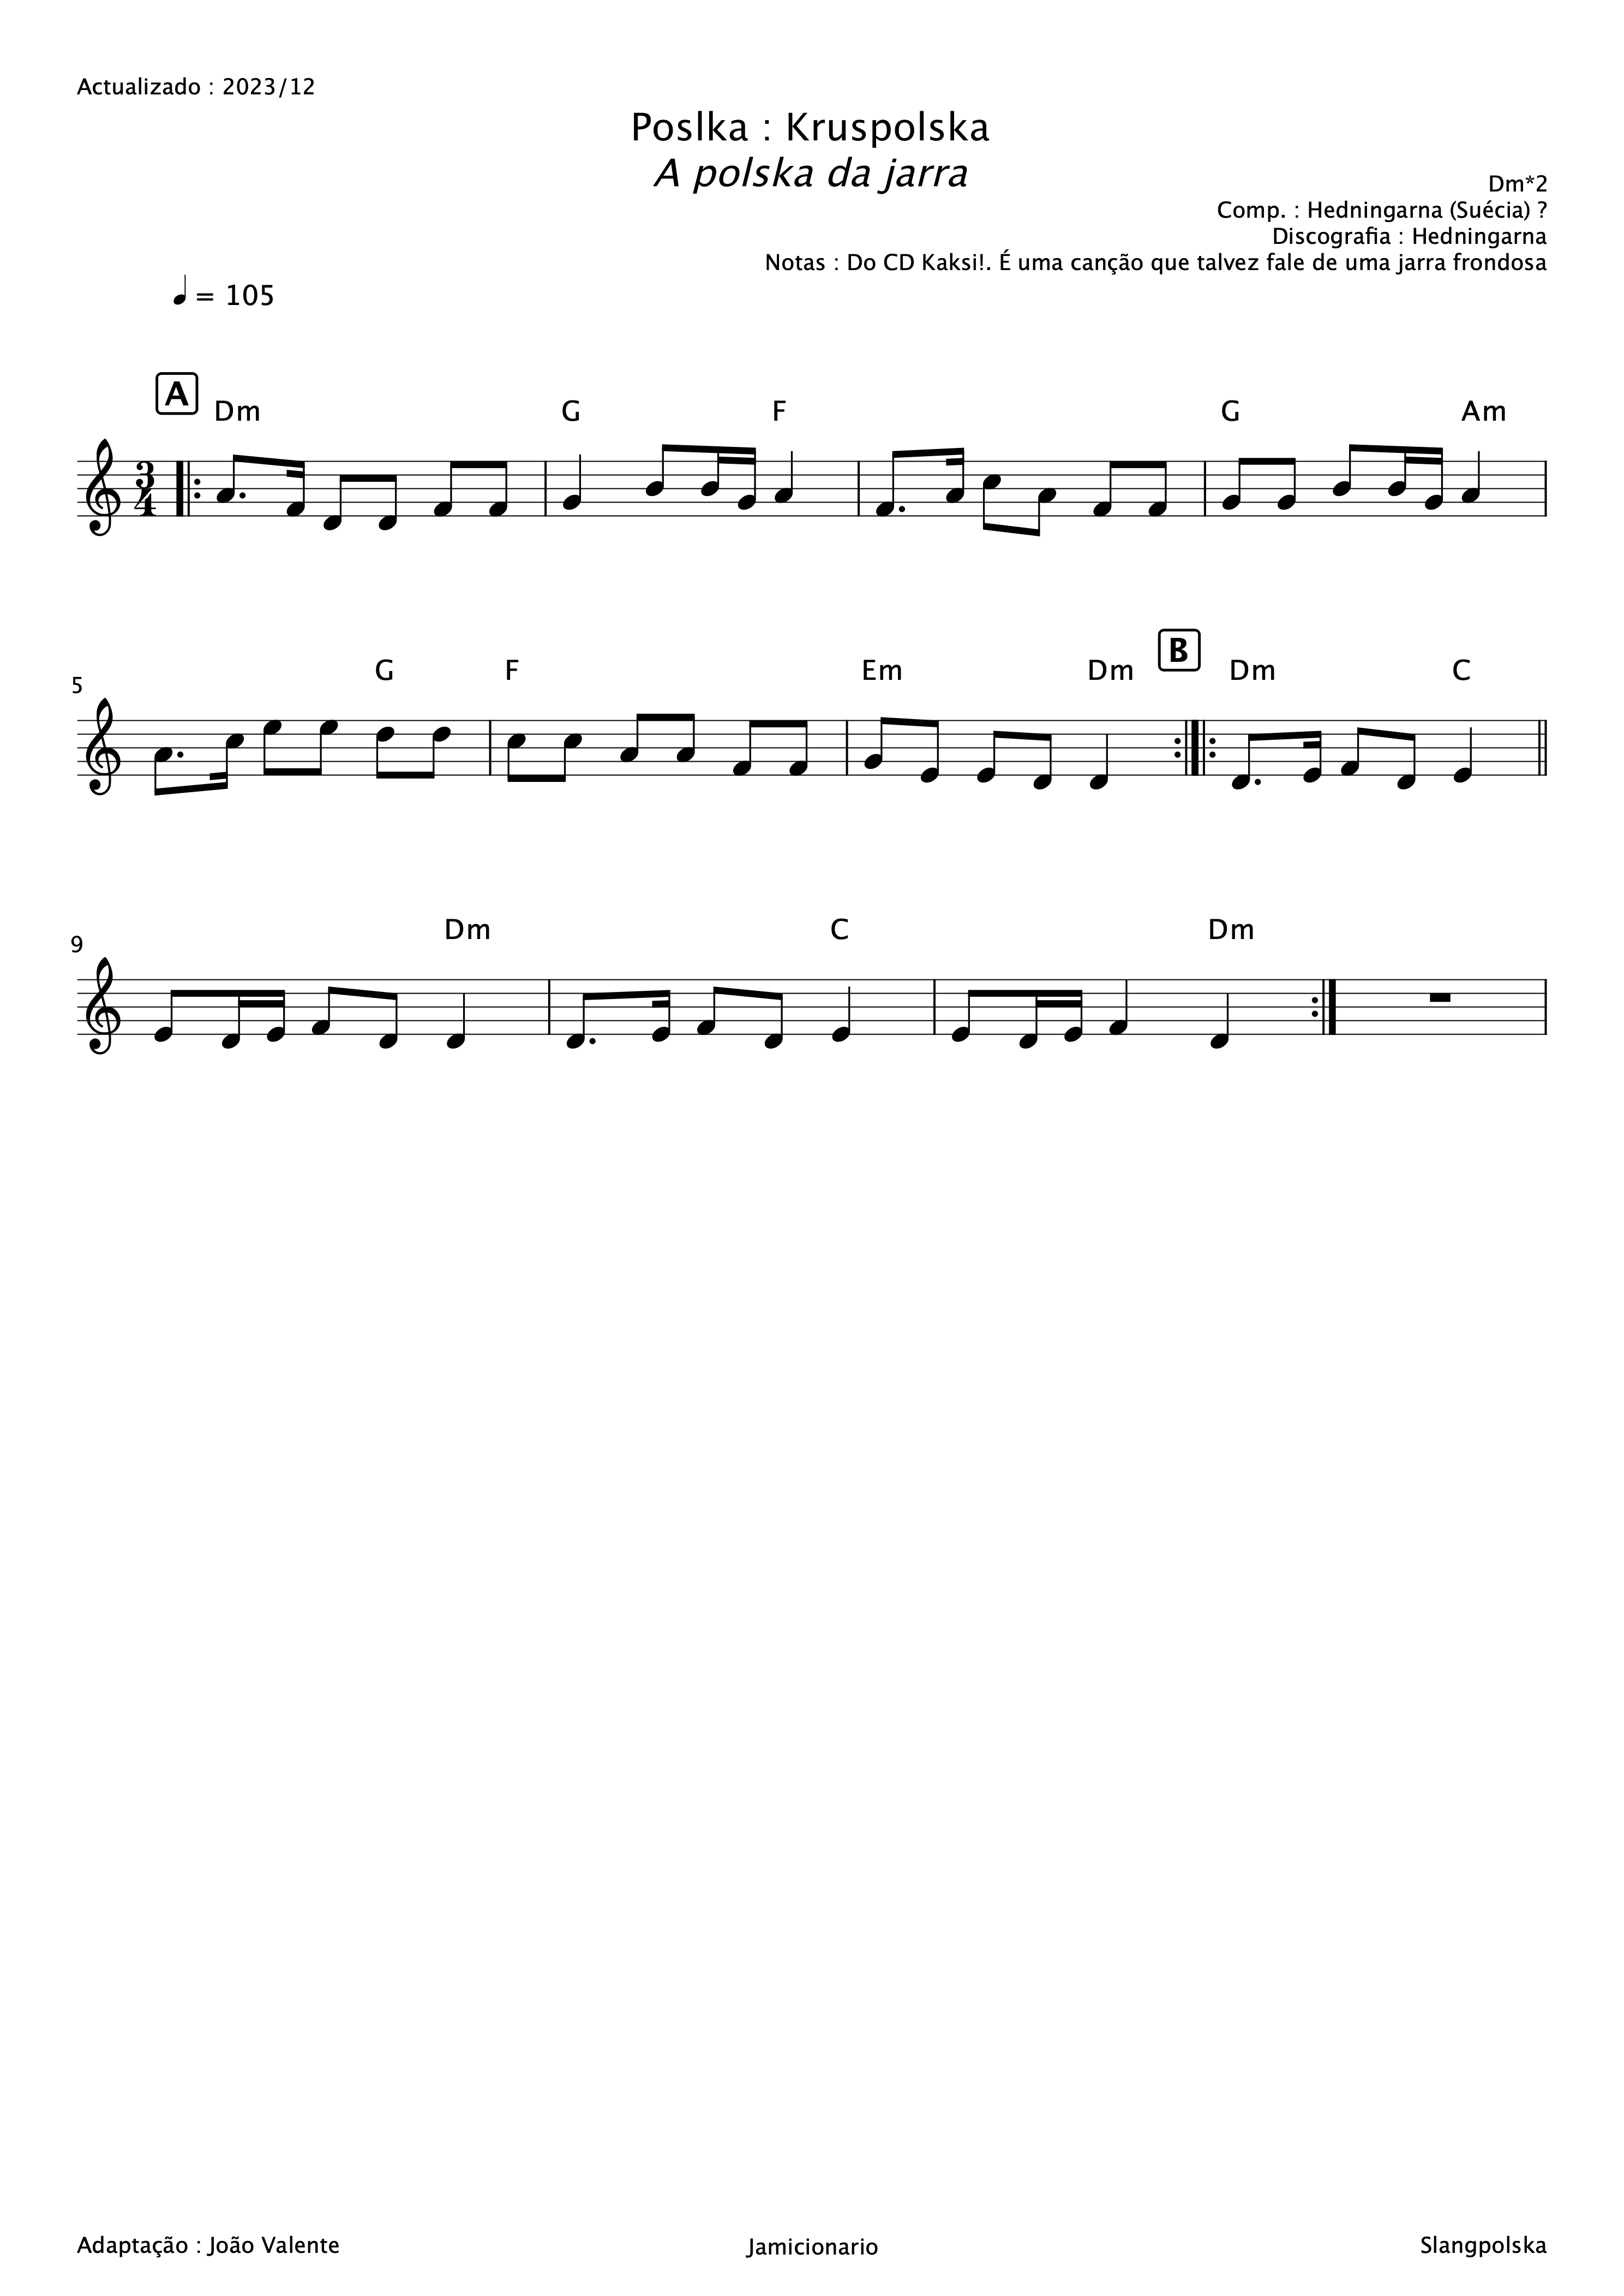 Actualizado : 2023/12
Poslka : Kruspolska
A polska da jarra
Dm*2
Comp. : Hedningarna (Suécia) ?
Discografia : Hedningarna
Notas : Do CD Kaksi!. É uma canção que talvez fale de uma jarra frondosa
= 105
A Dm G F G Am
3
4
G F Em Dm B Dm C
5
Dm C Dm
9
Adaptação : João Valente Jamicionario Slangpolska